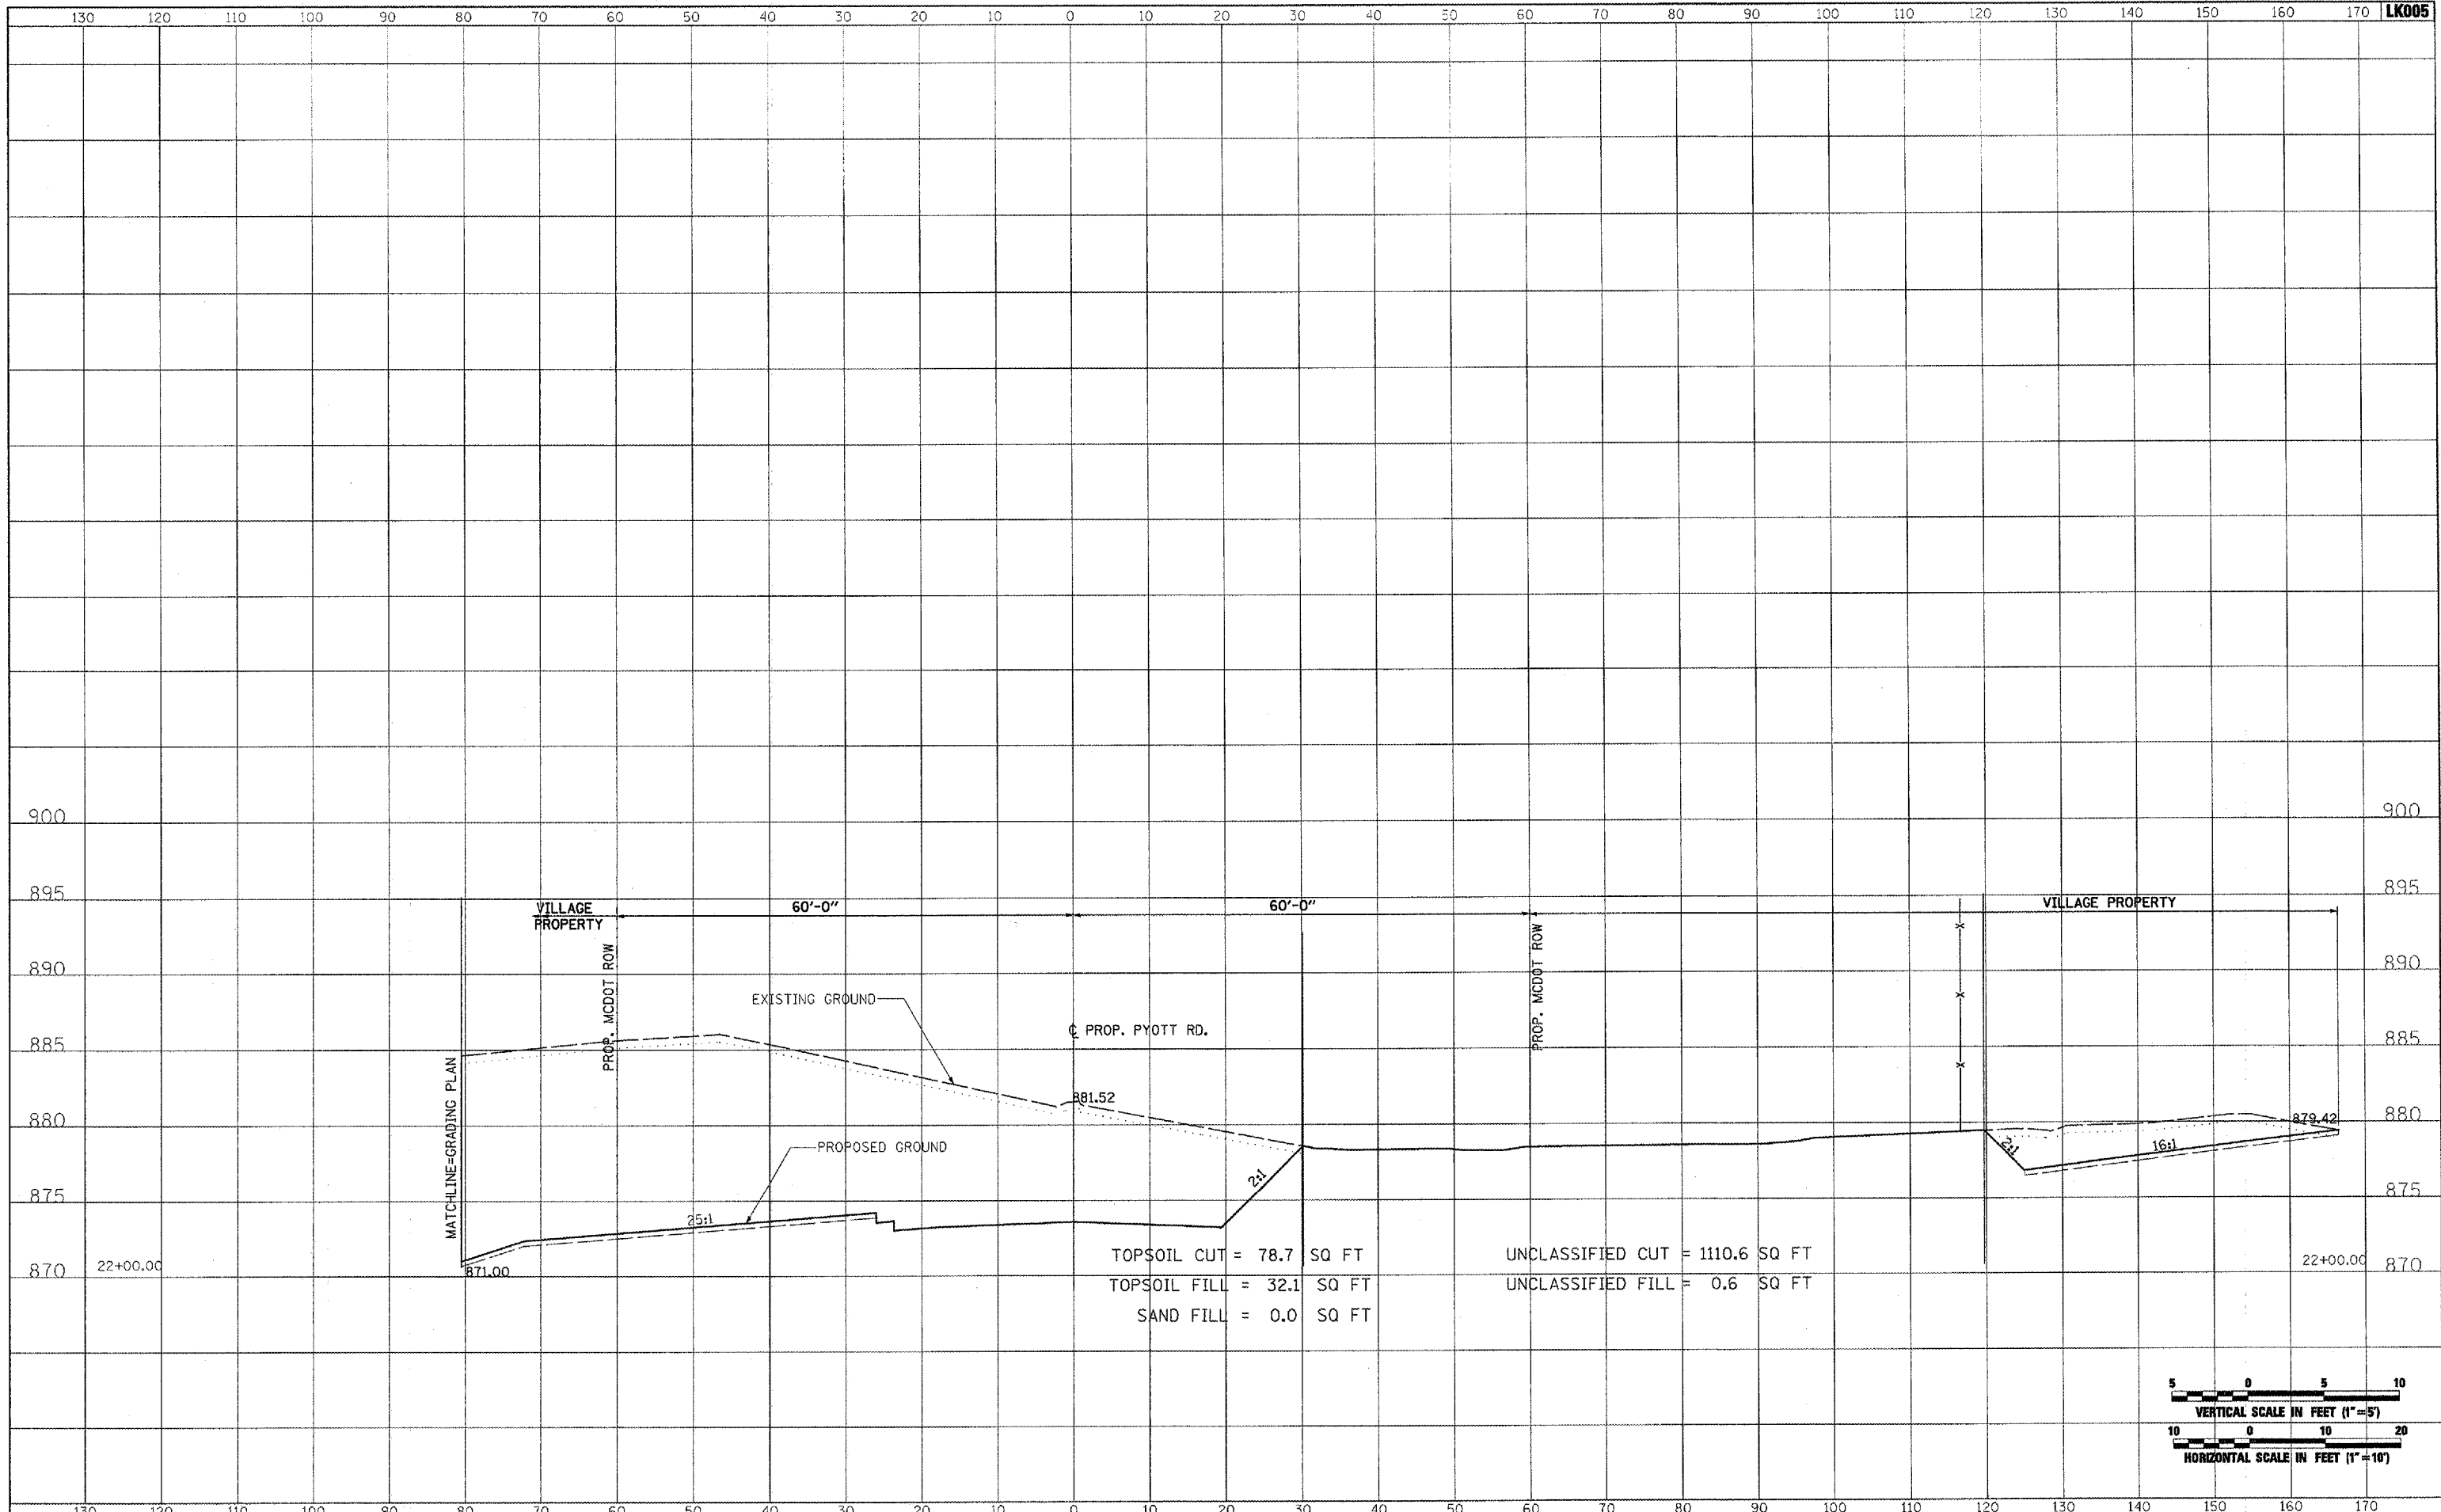 130 120 110 100 90 80 70 60 50 40 30 20 10 0 10 20 30 40 50 60 70 80 90 100 110 120 130 140 150 160 170 LK005
900 900
895 895
VILLAGE PROPERTY
60'-0"
60'-0"
VILLAGE PROPERTY
890 890
PROP. MCDOT ROW
PROP. MCDOT ROW
EXISTING GROUND
℄ PROP. PYOTT RD.
885 885
MATCHLINE=GRADING PLAN
881.52
880 880
879.42
PROPOSED GROUND
2:1
2:1
16:1
875 875
25:1
871.00
870 22+00.00
22+00.00 870
TOPSOIL CUT = 78.7 SQ FT
TOPSOIL FILL = 32.1 SQ FT
SAND FILL = 0.0 SQ FT
UNCLASSIFIED CUT = 1110.6 SQ FT
UNCLASSIFIED FILL = 0.6 SQ FT
5 0 5 10
VERTICAL SCALE IN FEET (1"=5')
10 0 10 20
HORIZONTAL SCALE IN FEET (1"=10')
130 120 110 100 90 80 70 60 50 40 30 20 10 0 10 20 30 40 50 60 70 80 90 100 110 120 130 140 150 160 170